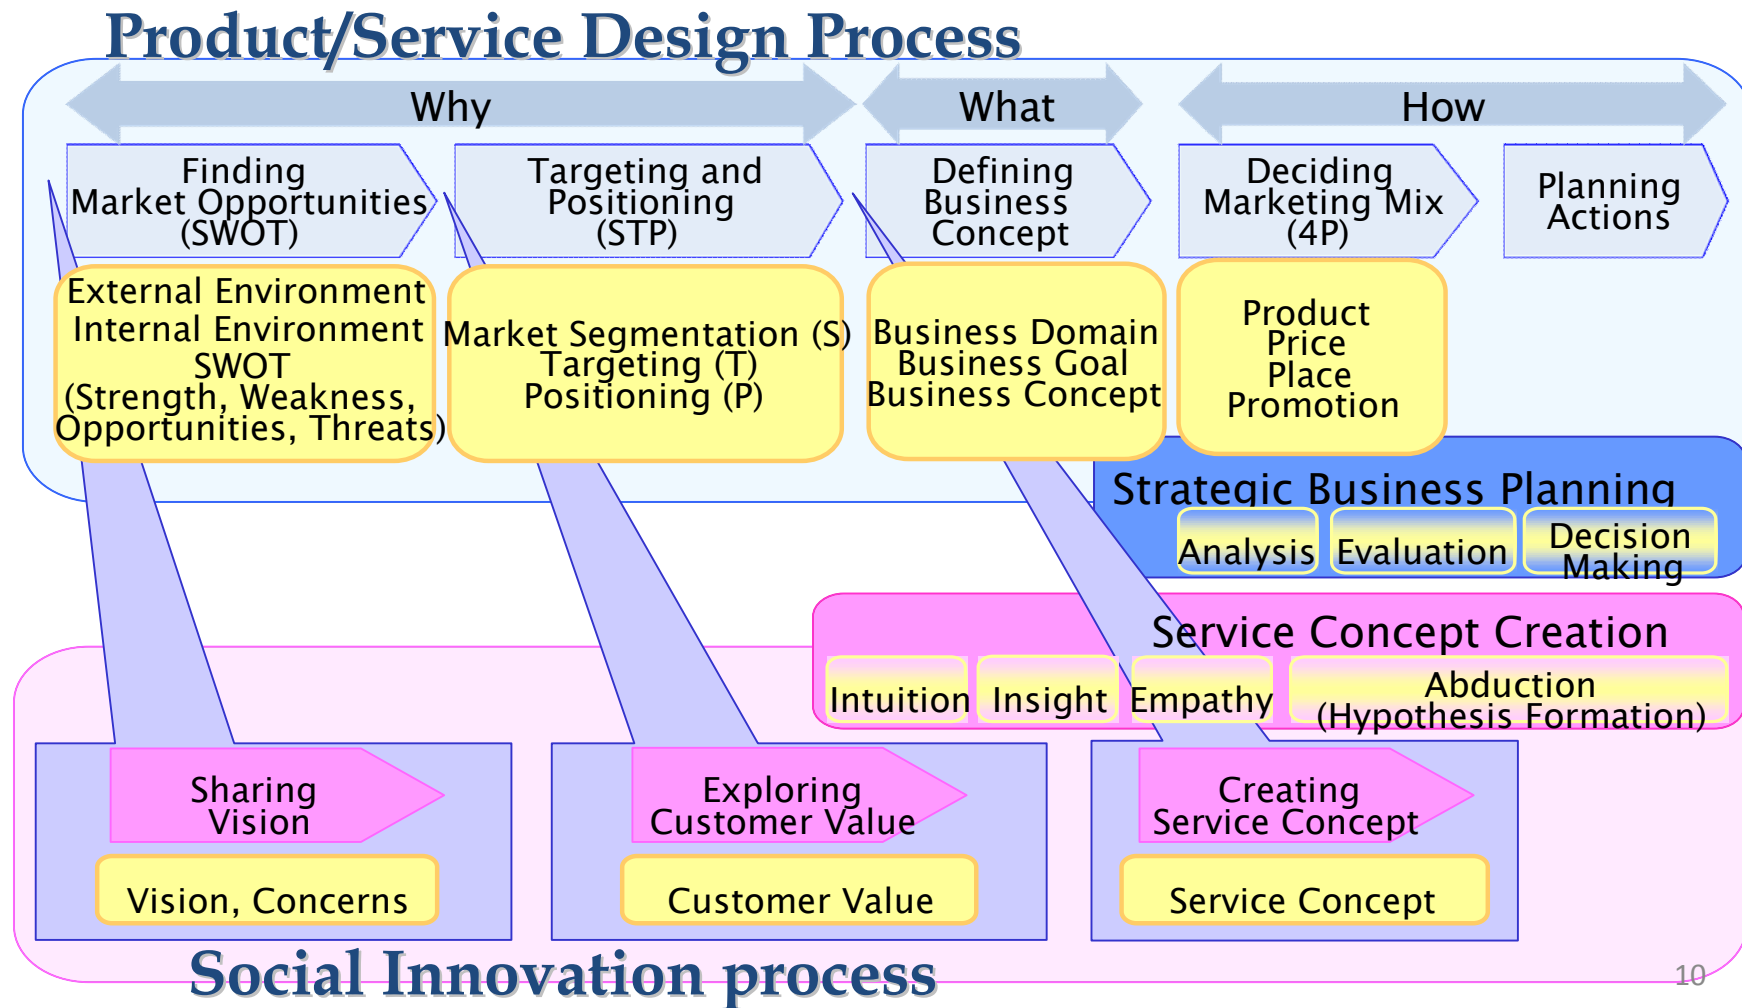 Product/Service Design Process
Why
What
How
Finding
Market Opportunities
(SWOT)
Targeting and
Positioning
(STP)
Defining
Business
Concept
Deciding
Marketing Mix
(4P)
Planning
Actions
External Environment
Internal Environment
SWOT
(Strength, Weakness,
Opportunities, Threats)
Market Segmentation (S)
Targeting (T)
Positioning (P)
Business Domain
Business Goal
Business Concept
Product
Price
Place
Promotion
Strategic Business Planning
Analysis
Evaluation
Decision
Making
Service Concept Creation
Intuition
Insight
Empathy
Abduction
(Hypothesis Formation)
Sharing
Vision
Exploring
Customer Value
Creating
Service Concept
Vision, Concerns
Customer Value
Service Concept
Social Innovation process
10